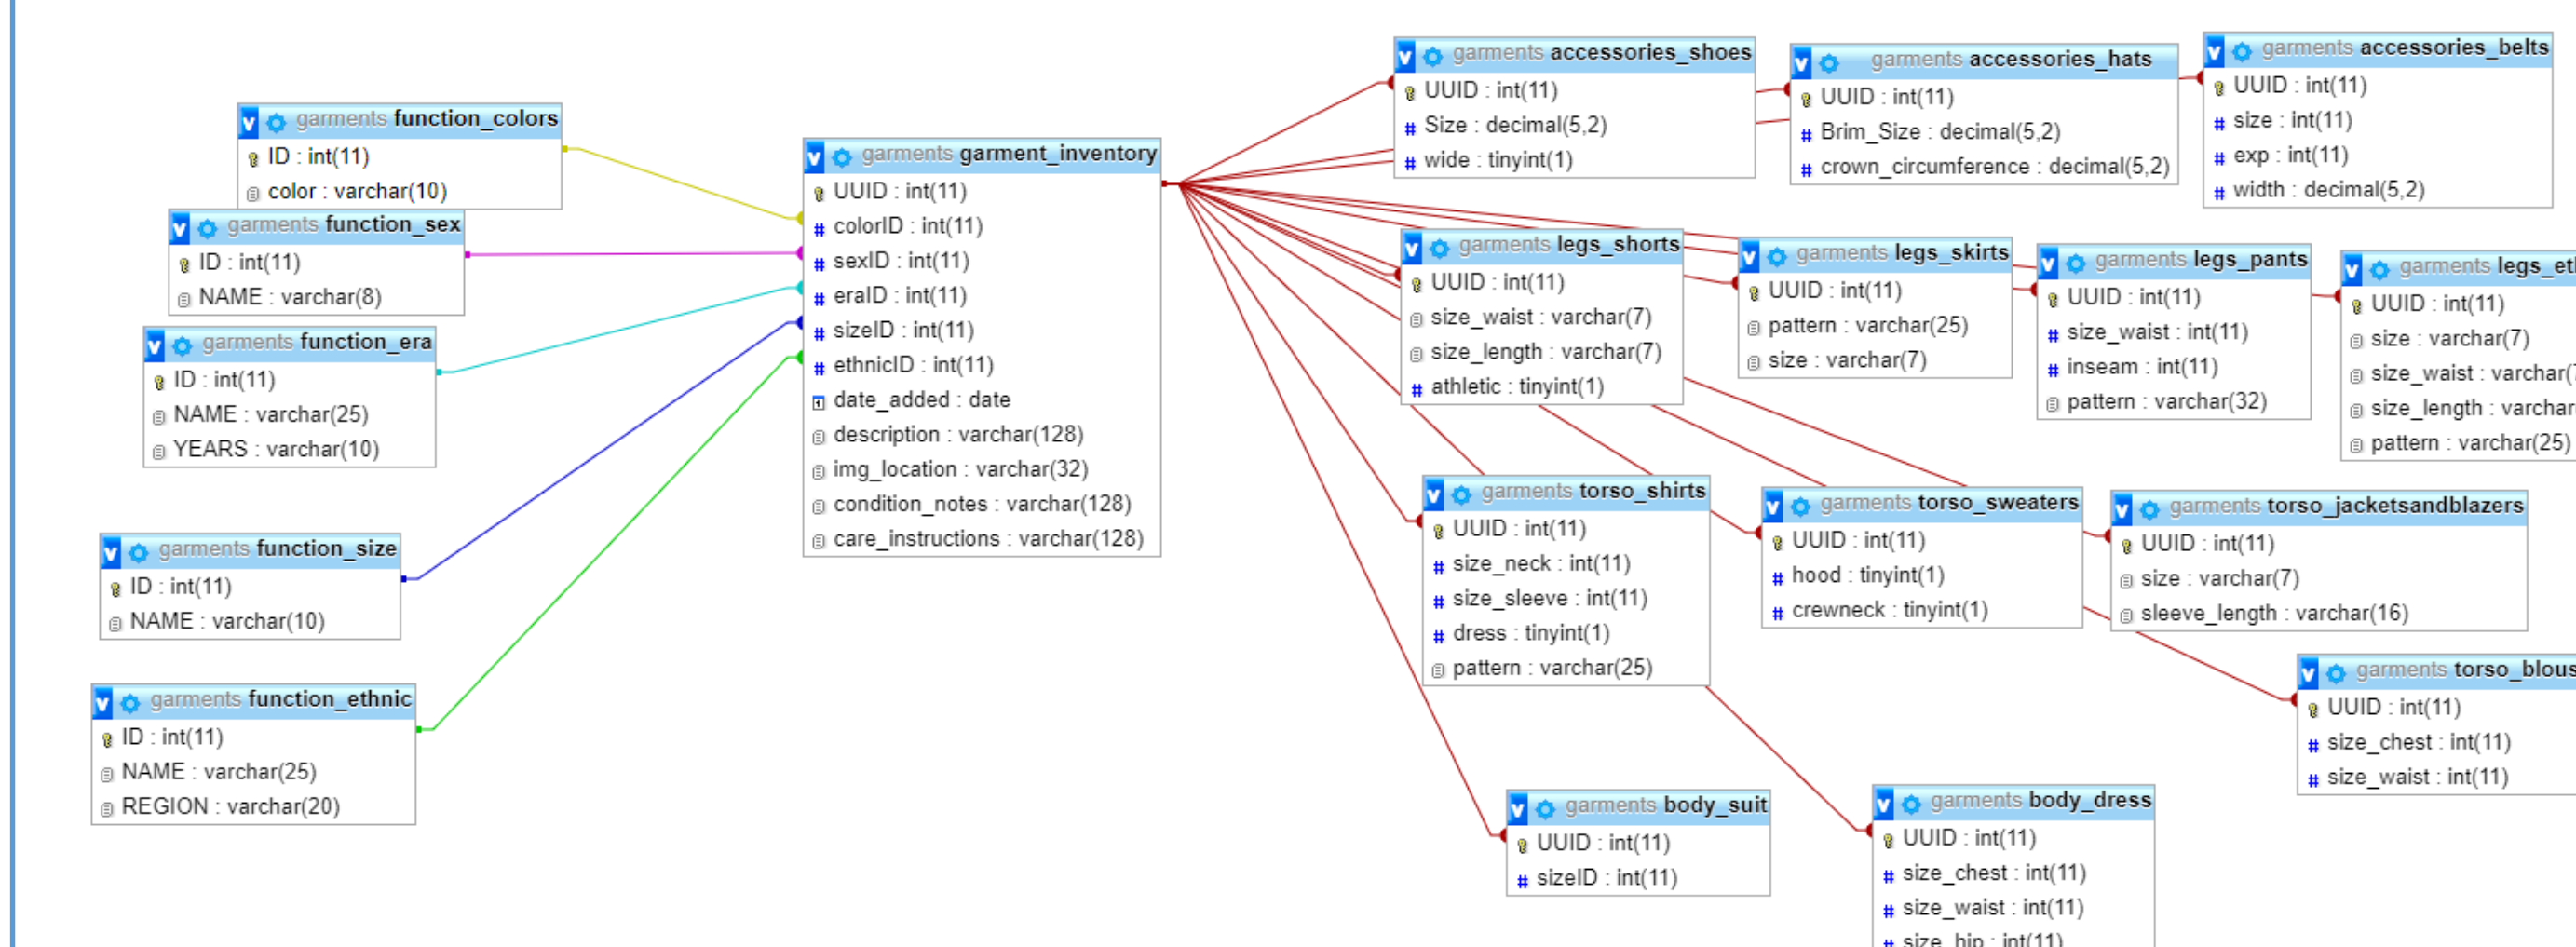 garments function_colors
ID : int(11)
color : varchar(10)
garments function_sex
ID : int(11)
NAME : varchar(8)
garments function_era
ID : int(11)
NAME : varchar(25)
YEARS : varchar(10)
garments function_size
ID : int(11)
NAME : varchar(10)
garments function_ethnic
ID : int(11)
NAME : varchar(25)
REGION : varchar(20)
garments garment_inventory
UUID : int(11)
colorID : int(11)
sexID : int(11)
eraID : int(11)
sizeID : int(11)
ethnicID : int(11)
date_added : date
description : varchar(128)
img_location : varchar(32)
condition_notes : varchar(128)
care_instructions : varchar(128)
garments accessories_shoes
UUID : int(11)
Size : decimal(5,2)
wide : tinyint(1)
garments accessories_hats
UUID : int(11)
Brim_Size : decimal(5,2)
crown_circumference : decimal(5,2)
garments accessories_belts
UUID : int(11)
size : int(11)
exp : int(11)
width : decimal(5,2)
garments legs_shorts
UUID : int(11)
size_waist : varchar(7)
size_length : varchar(7)
athletic : tinyint(1)
garments legs_skirts
UUID : int(11)
pattern : varchar(25)
size : varchar(7)
garments legs_pants
UUID : int(11)
size_waist : int(11)
inseam : int(11)
pattern : varchar(32)
garments
UUID : int(11)
size : varchar(7)
size_waist : varchar(
size_length : varchar
pattern : varchar(25)
garments torso_shirts
UUID : int(11)
size_neck : int(11)
size_sleeve : int(11)
dress : tinyint(1)
pattern : varchar(25)
garments torso_sweaters
UUID : int(11)
hood : tinyint(1)
crewneck : tinyint(1)
garments torso_jacketsandblazers
UUID : int(11)
size : varchar(7)
sleeve_length : varchar(16)
garments torso_blous
UUID : int(11)
size_chest : int(11)
size_waist : int(11)
garments body_suit
UUID : int(11)
sizeID : int(11)
garments body_dress
UUID : int(11)
size_chest : int(11)
size_waist : int(11)
size_hip : int(11)